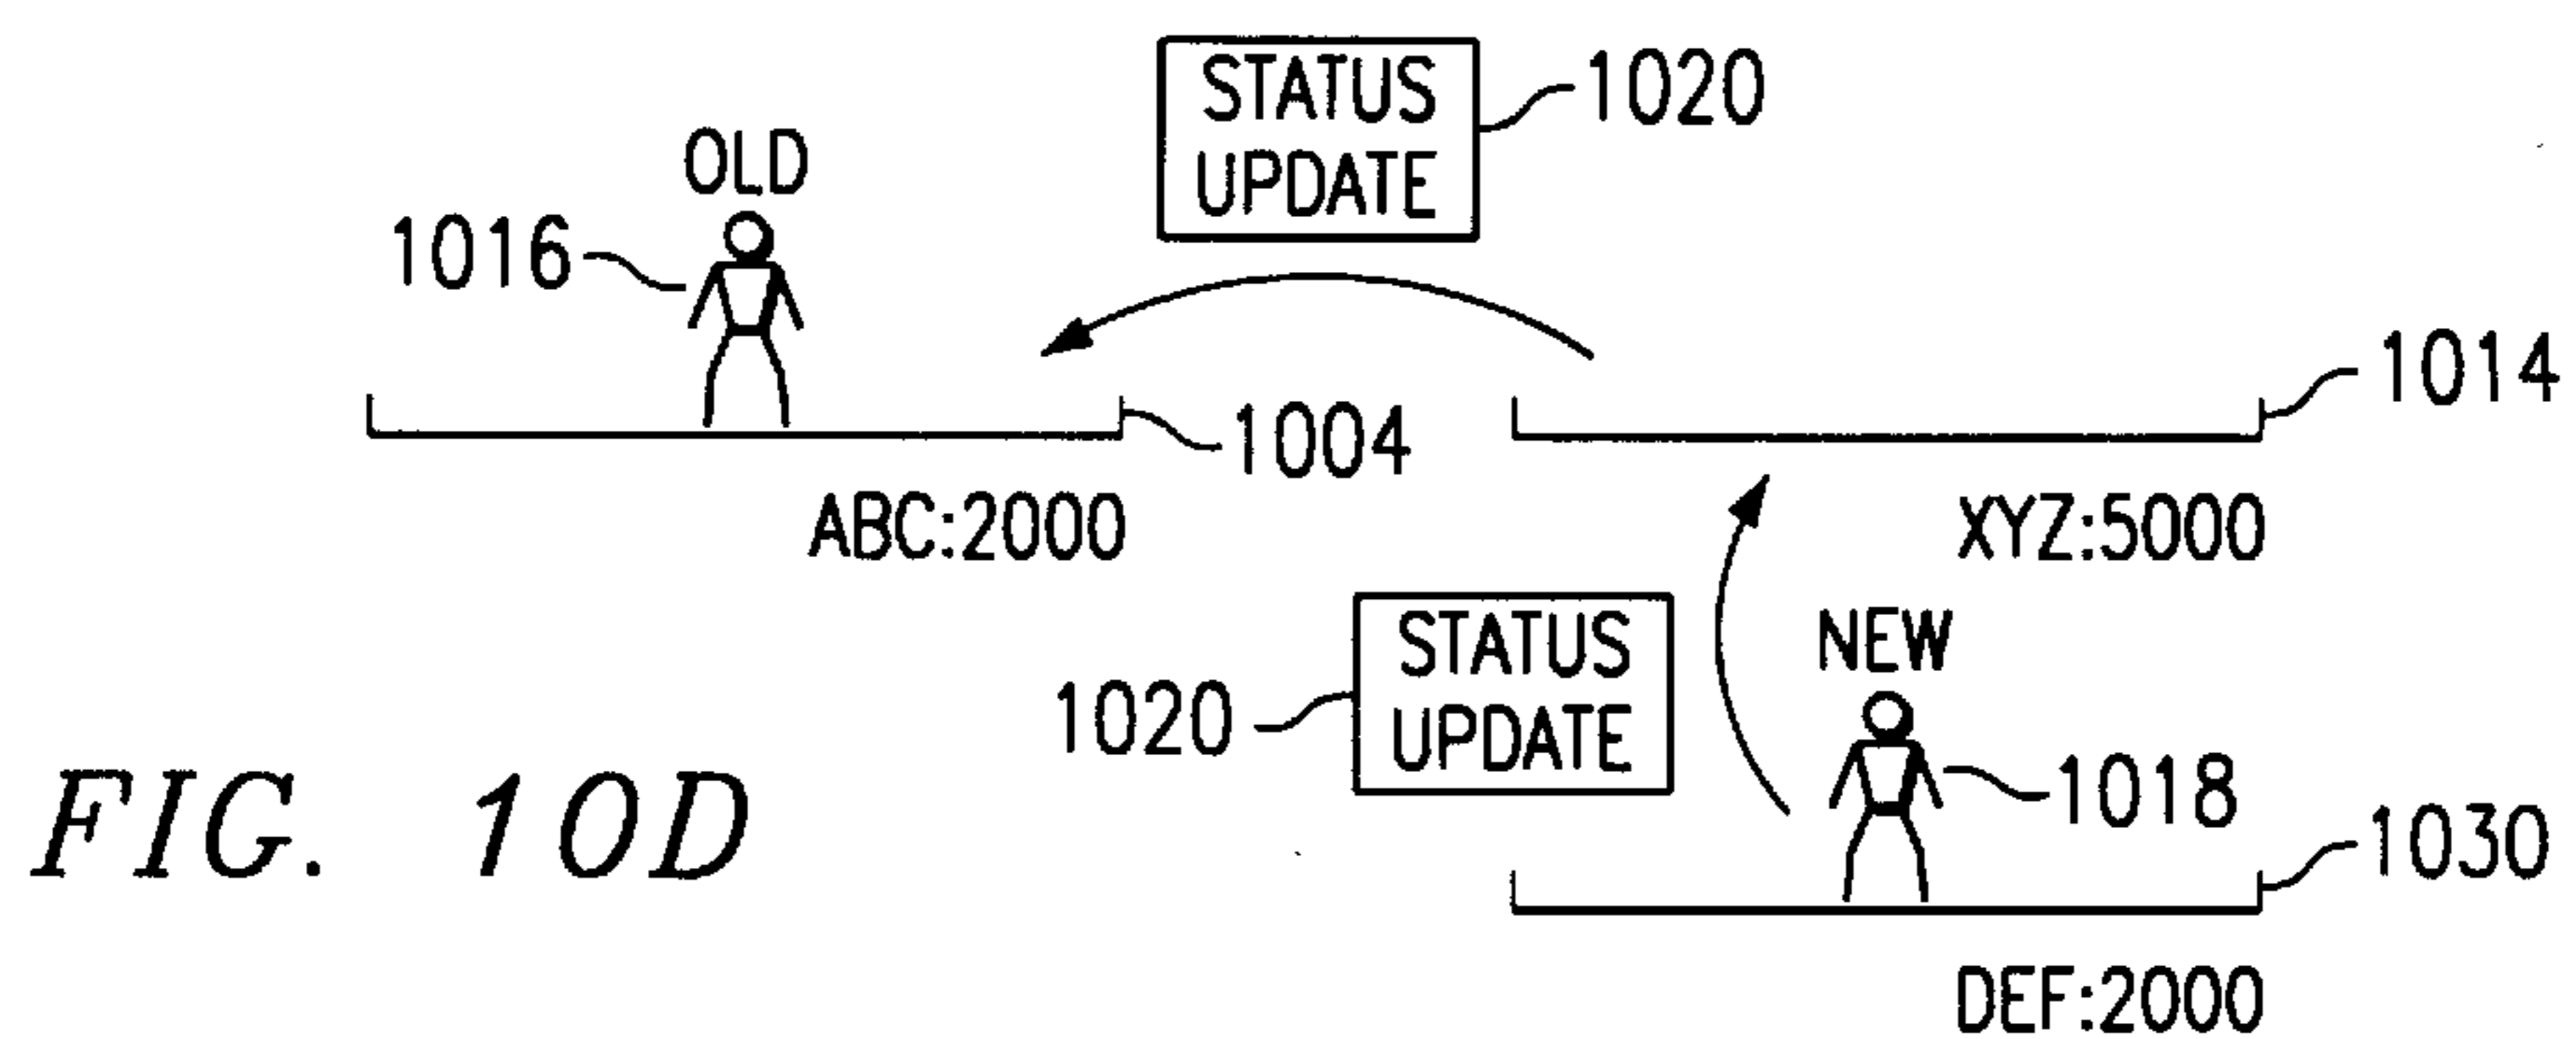 STATUS
UPDATE
1020
OLD
1016
1014
1004
ABC:2000
XYZ:5000
STATUS
UPDATE
1020
NEW
1018
1030
DEF:2000
FIG. 10D